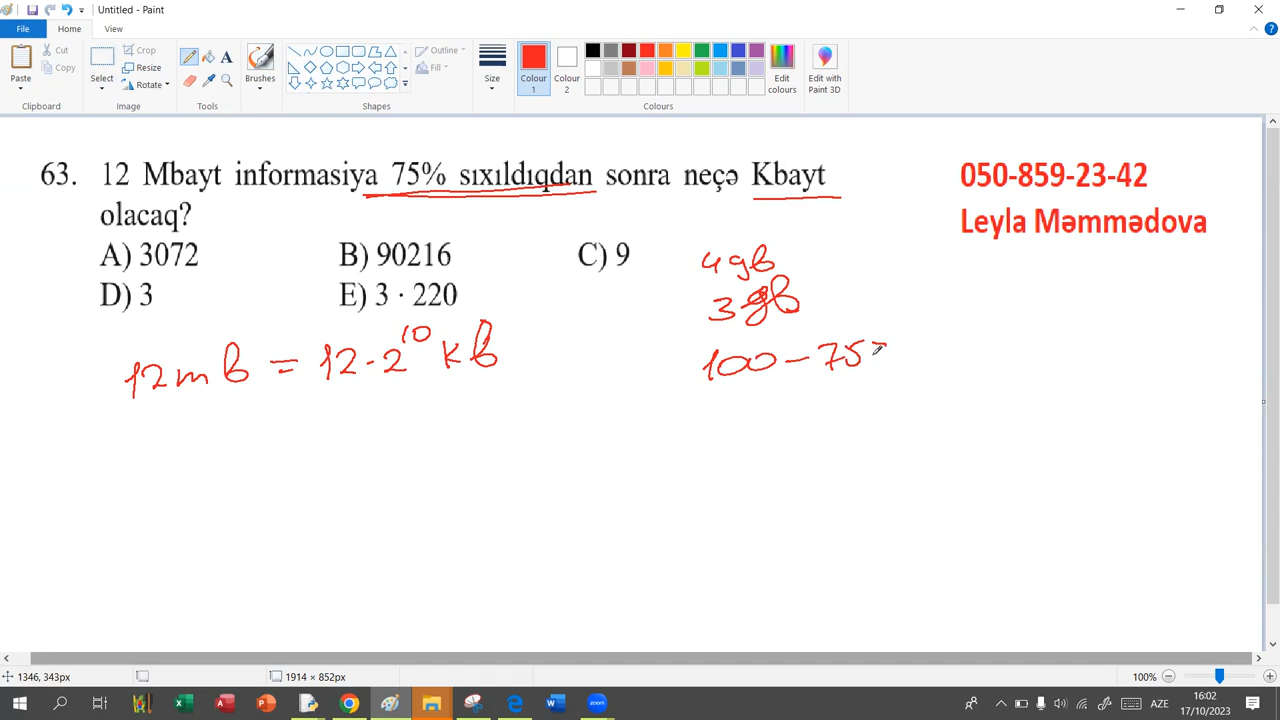 Untitled - Paint
File
Home
View
Paste
Cut
Copy
Clipboard
Select
Crop
Resize
Rotate
Image
Tools
Brushes
Shapes
Outline
Fill
Size
Colour 1
Colour 2
Colours
Edit colours
Edit with Paint 3D
63. 12 Mbayt informasiya 75% sıxıldıqdan sonra neçə Kbayt
olacaq?
A) 3072 B) 90216 C) 9
D) 3 E) 3 · 220
050-859-23-42
Leyla Məmmədova
4gb
3gb
12mb = 12·2¹⁰ kb
100-75=
1346, 343px
1914 × 852px
100%
AZE
16:02
17/10/2023